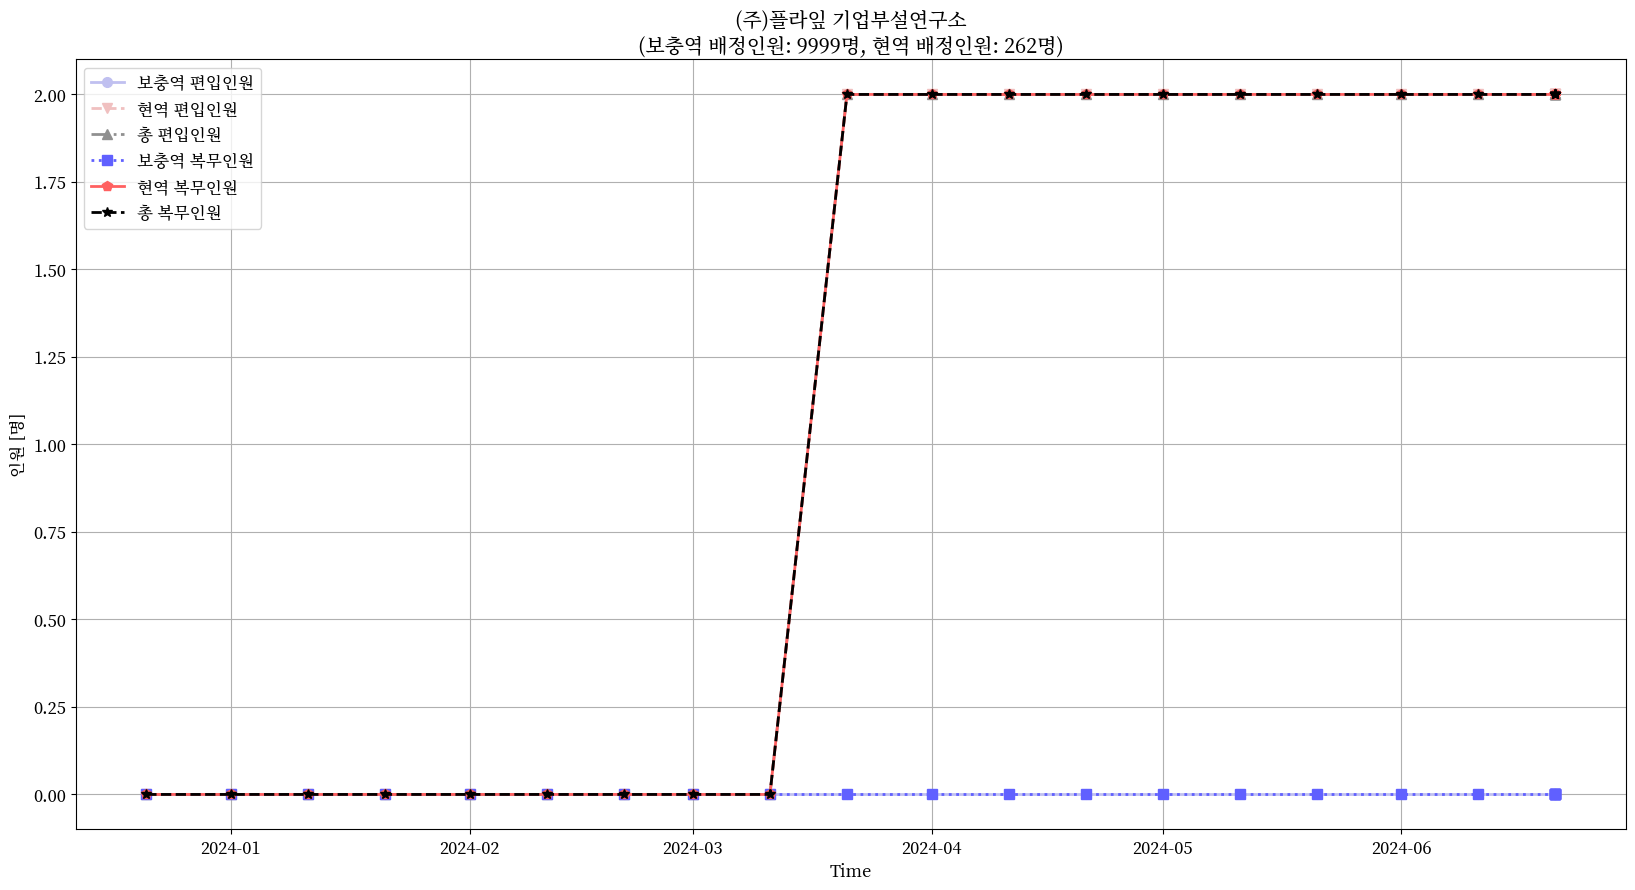 (주)플라잎 기업부설연구소
(보충역 배정인원: 9999명, 현역 배정인원: 262명)
보충역 편입인원
현역 편입인원
총 편입인원
보충역 복무인원
현역 복무인원
총 복무인원
2.00
1.75
1.50
1.25
1.00
0.75
0.50
0.25
0.00
인원 [명]
2024-01
2024-02
2024-03
2024-04
2024-05
2024-06
Time